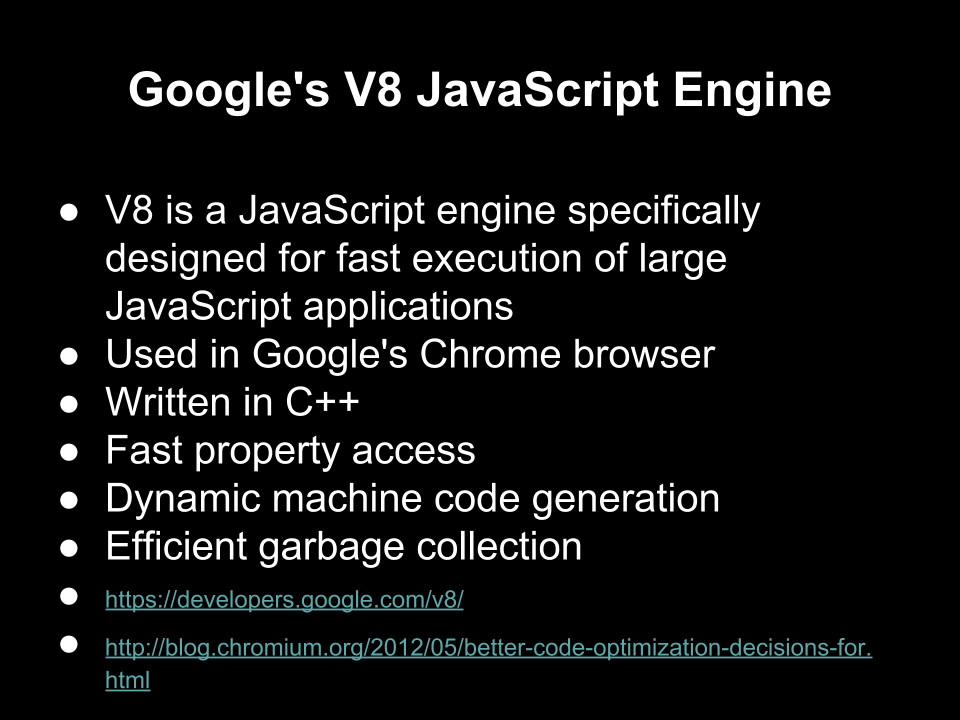 Google's V8 JavaScript Engine
● V8 is a JavaScript engine specifically
designed for fast execution of large
JavaScript applications
● Used in Google's Chrome browser
● Written in C++
● Fast property access
● Dynamic machine code generation
● Efficient garbage collection
● https://developers.google.com/v8/
● http://blog.chromium.org/2012/05/better-code-optimization-decisions-for.
html